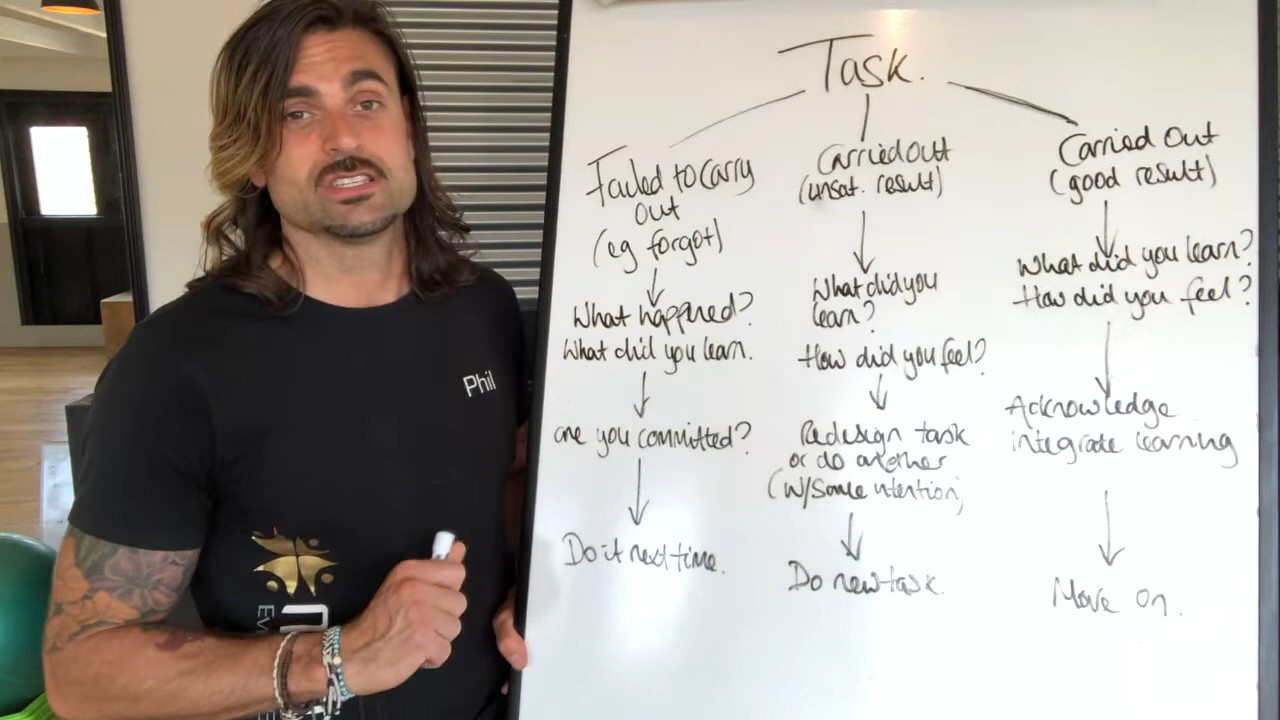 Task.
Failed to carry
out
(eg forgot)
What happned?
What did you learn.
are you committed?
Do it next time.
Carried out
(unsat. result)
What did you
learn?
How did you feel?
Redesign task
or do another
(w/same intention)
Do new task.
Carried Out
(good result)
What did you learn?
How did you feel?
Acknowledge
integrate learning
Move On.
Phil